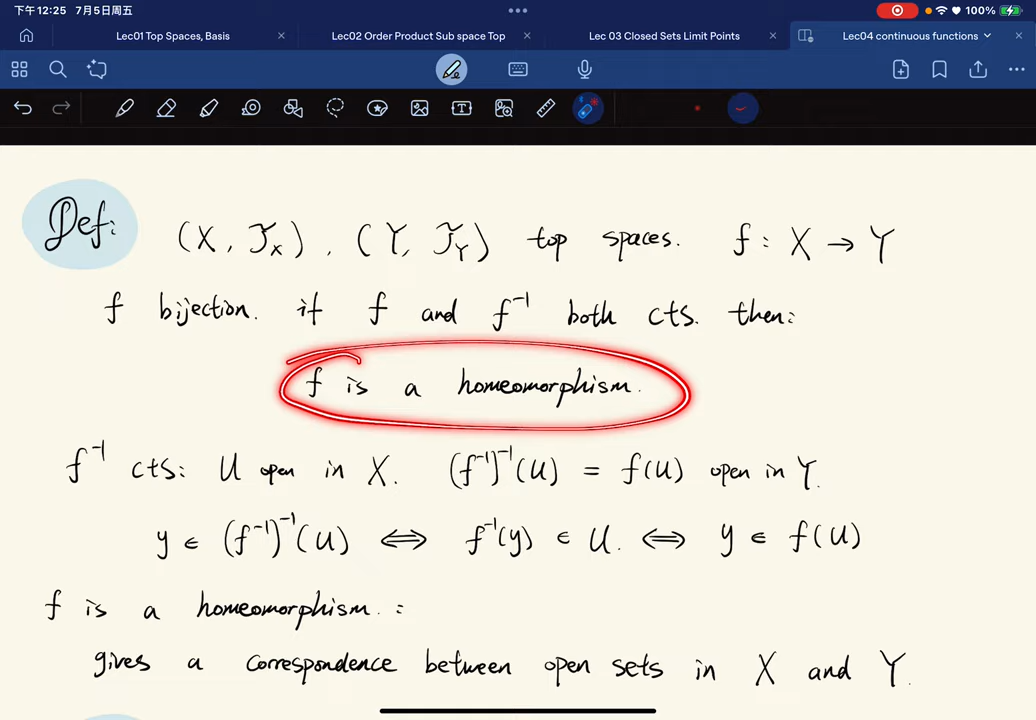 下午12:25 7月5日周五
100%
Lec01 Top Spaces, Basis
Lec02 Order Product Sub space Top
Lec 03 Closed Sets Limit Points
Lec04 continuous functions
Def:
(X, 𝒯_X), (Y, 𝒯_Y) top spaces. f : X → Y
f bijection. if f and f⁻¹ both cts. then:
f is a homeomorphism.
f⁻¹ cts: U open in X. (f⁻¹)⁻¹(U) = f(U) open in Y.
y ∈ (f⁻¹)⁻¹(U) ⟺ f⁻¹(y) ∈ U. ⟺ y ∈ f(U)
f is a homeomorphism. :
gives a correspondence between open sets in X and Y.